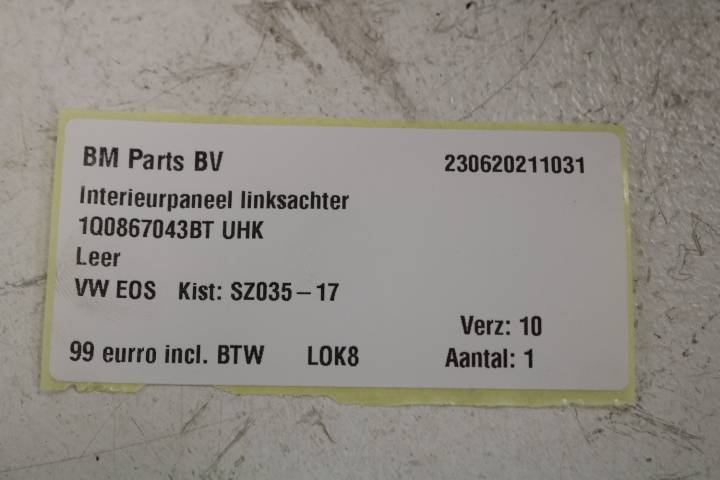 BM Parts BV 230620211031
Interieurpaneel linksachter
1Q0867043BT UHK
Leer
VW EOS Kist: SZ035-17
Verz: 10
99 eurro incl. BTW LOK8 Aantal: 1